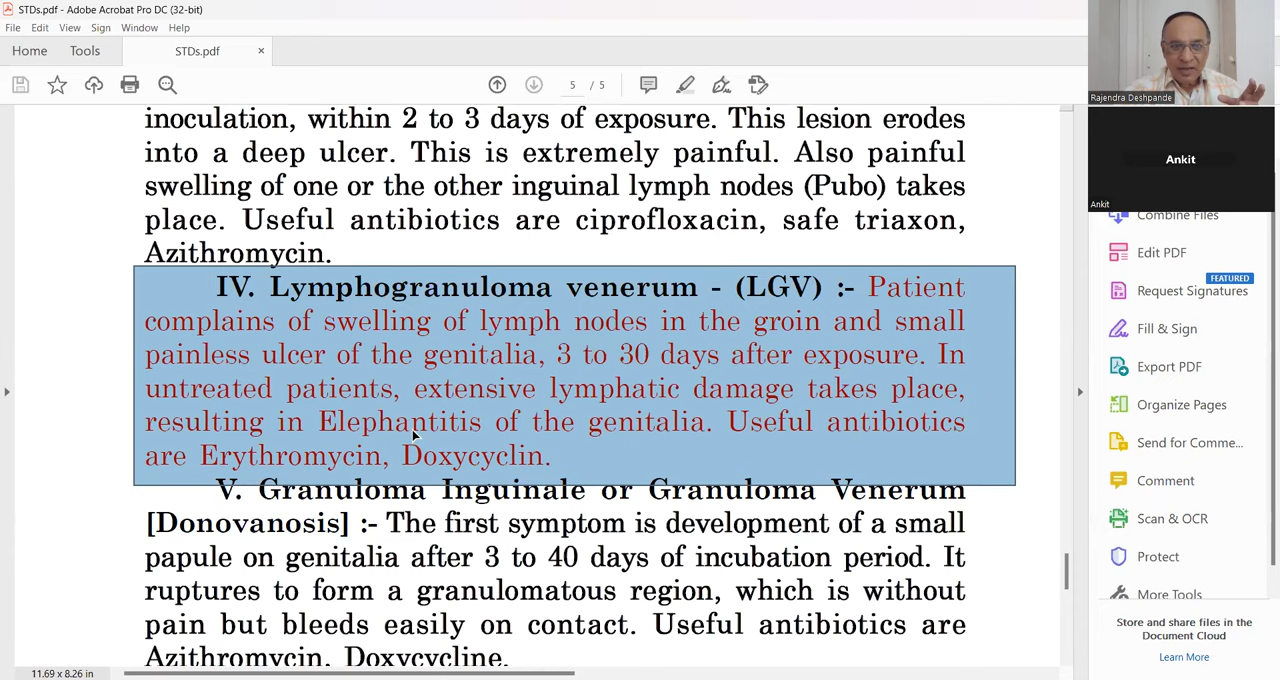 STDs.pdf - Adobe Acrobat Pro DC (32-bit)
File Edit View Sign Window Help
Home Tools STDs.pdf ×
5 / 5
Rajendra Deshpande
Ankit
Ankit
inoculation, within 2 to 3 days of exposure. This lesion erodes
into a deep ulcer. This is extremely painful. Also painful
swelling of one or the other inguinal lymph nodes (Pubo) takes
place. Useful antibiotics are ciprofloxacin, safe triaxon,
Azithromycin.
IV. Lymphogranuloma venerum - (LGV) :- Patient
complains of swelling of lymph nodes in the groin and small
painless ulcer of the genitalia, 3 to 30 days after exposure. In
untreated patients, extensive lymphatic damage takes place,
resulting in Elephantitis of the genitalia. Useful antibiotics
are Erythromycin, Doxycyclin.
V. Granuloma Inguinale or Granuloma Venerum
[Donovanosis] :- The first symptom is development of a small
papule on genitalia after 3 to 40 days of incubation period. It
ruptures to form a granulomatous region, which is without
pain but bleeds easily on contact. Useful antibiotics are
Azithromycin, Doxycycline.
11.69 x 8.26 in
Combine Files
Edit PDF
FEATURED
Request Signatures
Fill & Sign
Export PDF
Organize Pages
Send for Comme...
Comment
Scan & OCR
Protect
More Tools
Store and share files in the
Document Cloud
Learn More